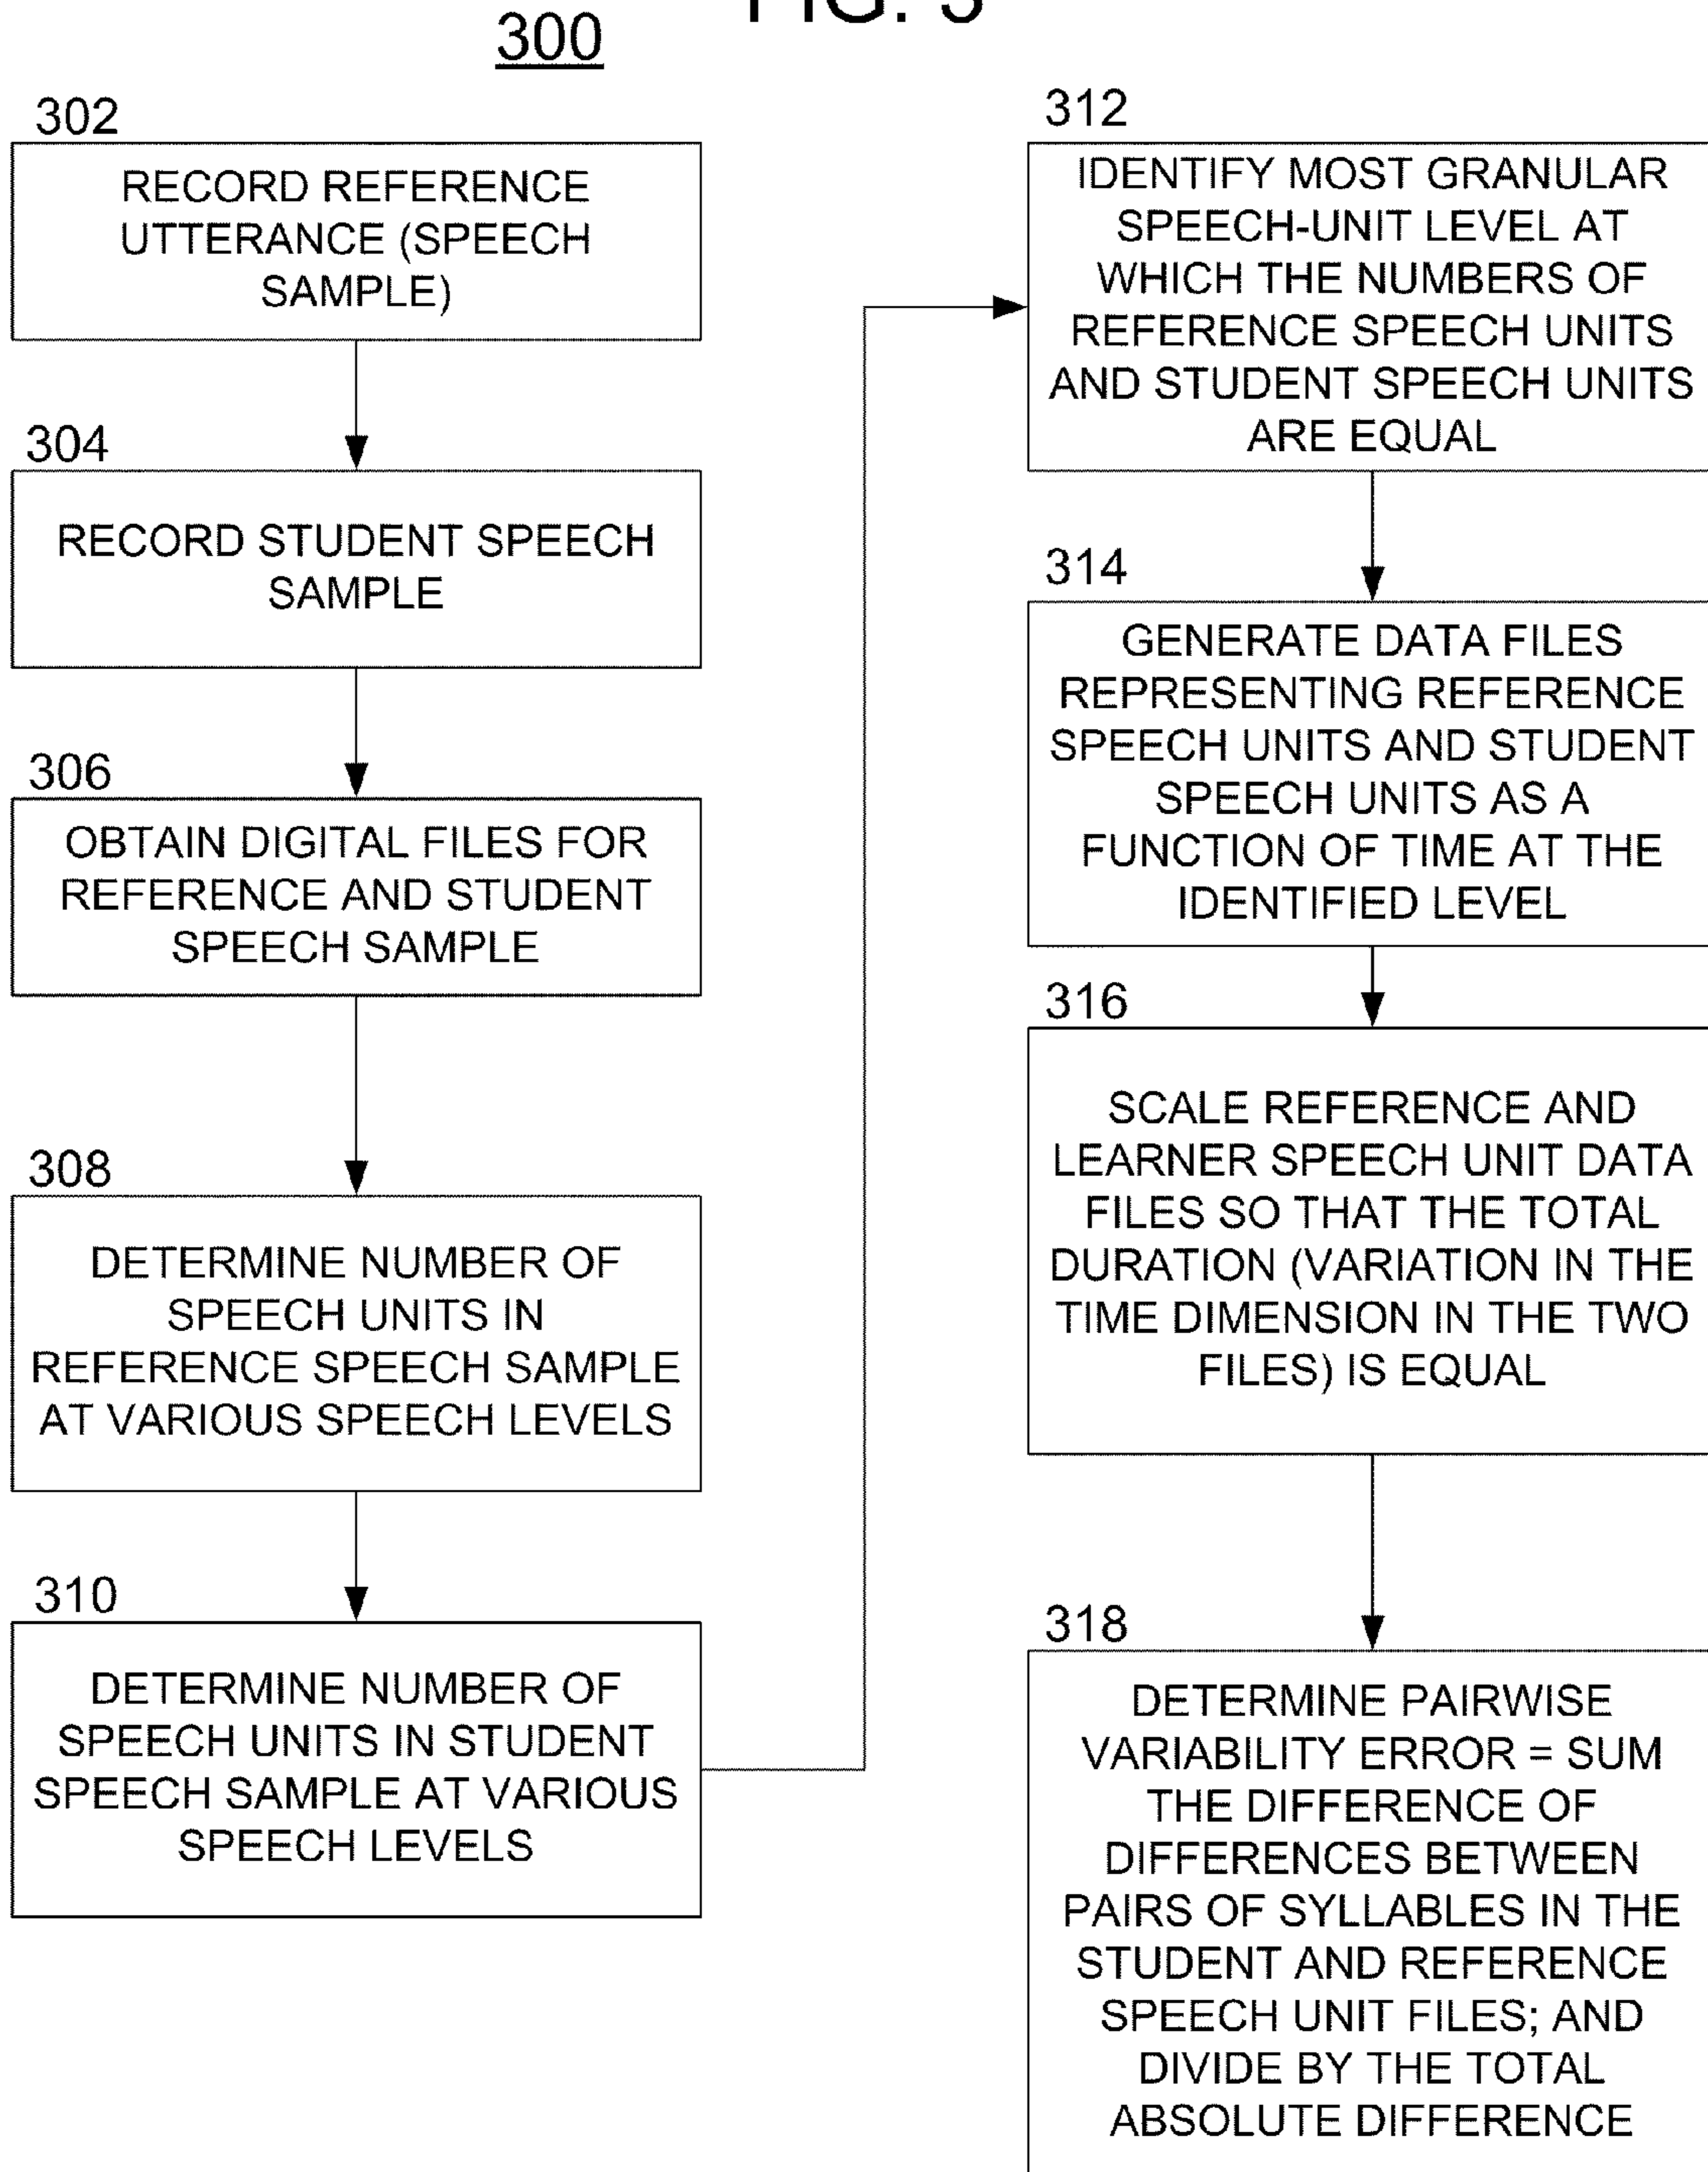 FIG. 3
300
302
RECORD REFERENCE
UTTERANCE (SPEECH
SAMPLE)
304
RECORD STUDENT SPEECH
SAMPLE
306
OBTAIN DIGITAL FILES FOR
REFERENCE AND STUDENT
SPEECH SAMPLE
308
DETERMINE NUMBER OF
SPEECH UNITS IN
REFERENCE SPEECH SAMPLE
AT VARIOUS SPEECH LEVELS
310
DETERMINE NUMBER OF
SPEECH UNITS IN STUDENT
SPEECH SAMPLE AT VARIOUS
SPEECH LEVELS
312
IDENTIFY MOST GRANULAR
SPEECH-UNIT LEVEL AT
WHICH THE NUMBERS OF
REFERENCE SPEECH UNITS
AND STUDENT SPEECH UNITS
ARE EQUAL
314
GENERATE DATA FILES
REPRESENTING REFERENCE
SPEECH UNITS AND STUDENT
SPEECH UNITS AS A
FUNCTION OF TIME AT THE
IDENTIFIED LEVEL
316
SCALE REFERENCE AND
LEARNER SPEECH UNIT DATA
FILES SO THAT THE TOTAL
DURATION (VARIATION IN THE
TIME DIMENSION IN THE TWO
FILES) IS EQUAL
318
DETERMINE PAIRWISE
VARIABILITY ERROR = SUM
THE DIFFERENCE OF
DIFFERENCES BETWEEN
PAIRS OF SYLLABLES IN THE
STUDENT AND REFERENCE
SPEECH UNIT FILES; AND
DIVIDE BY THE TOTAL
ABSOLUTE DIFFERENCE